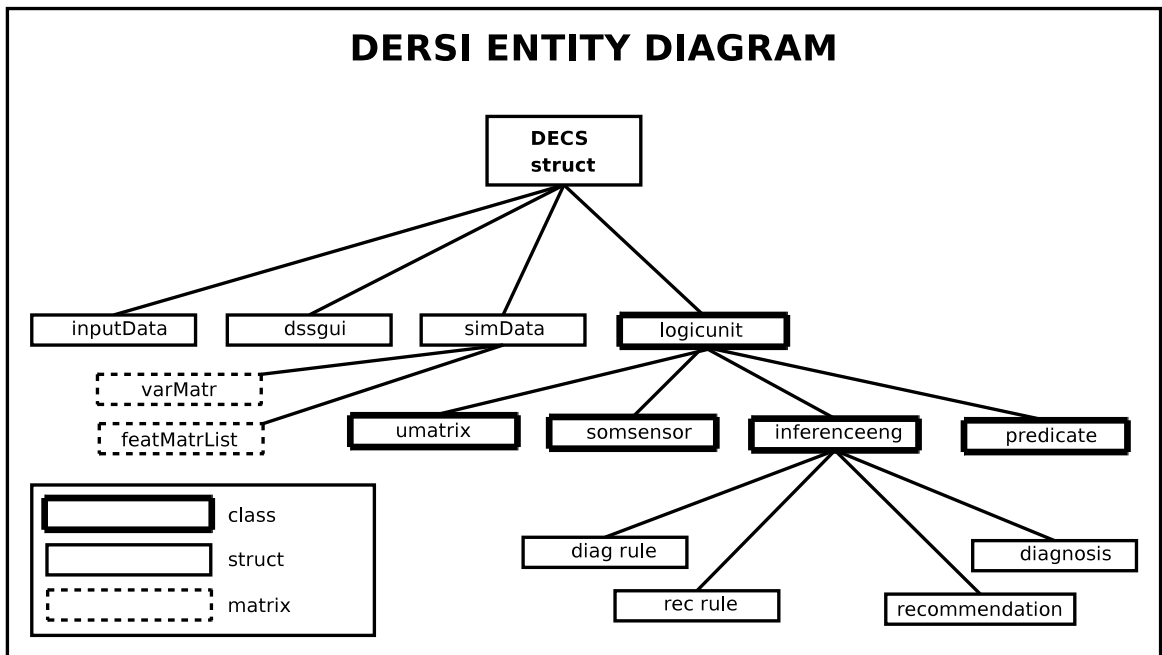 DERSI ENTITY DIAGRAM
DECS
struct
inputData
dssgui
simData
logicunit
varMatr
featMatrList
umatrix
somsensor
inferenceeng
predicate
class
struct
matrix
diag rule
diagnosis
rec rule
recommendation